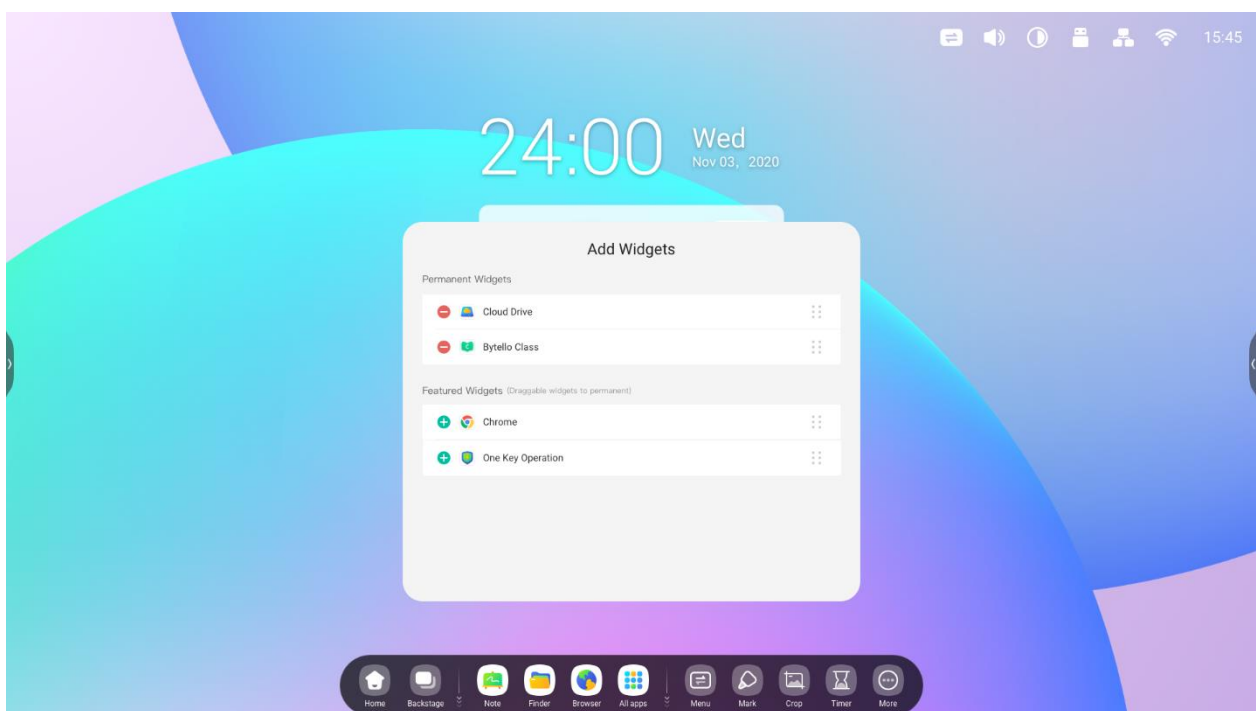 15:45
24:00
Wed
Nov 03, 2020
Add Widgets
Permanent Widgets
Cloud Drive
Bytello Class
Featured Widgets (Draggable widgets to permanent)
Chrome
One Key Operation
Home Backstage Note Finder Browser All apps Menu Mark Crop Timer More